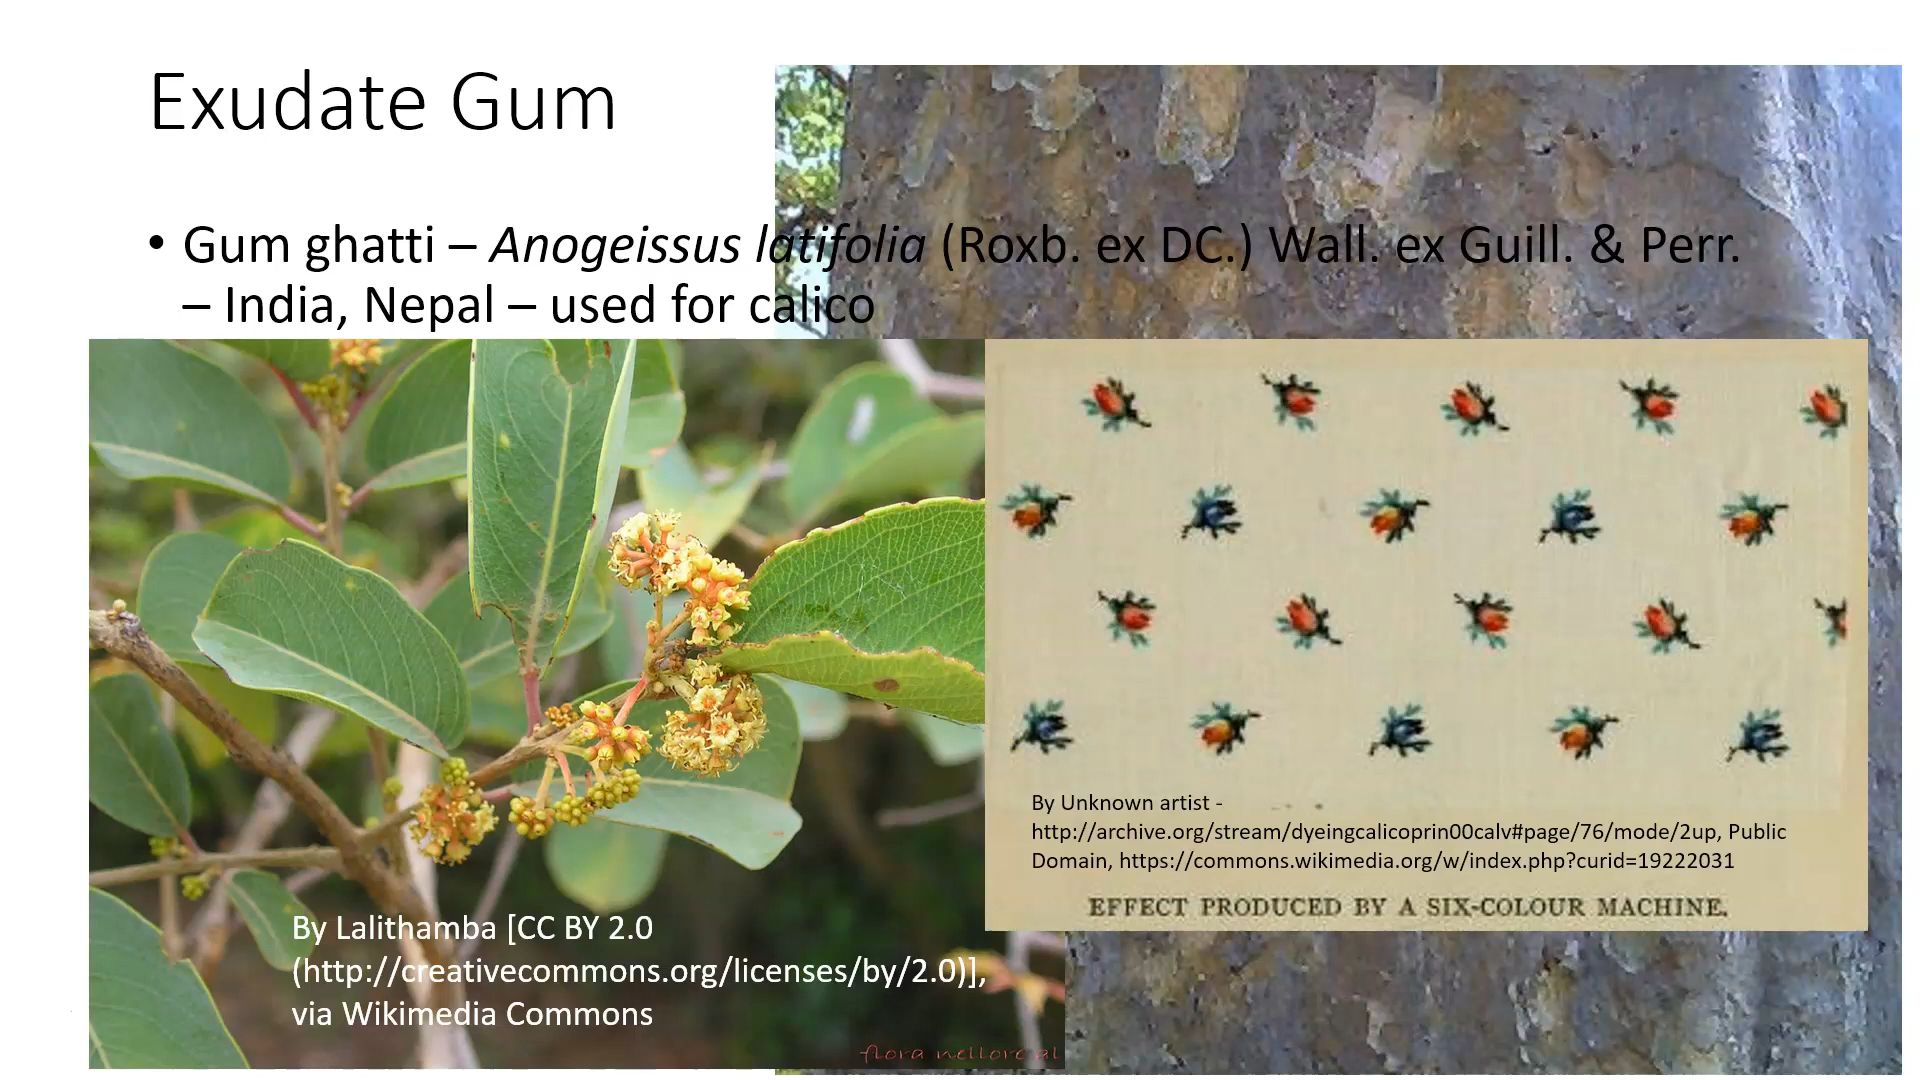 Exudate Gum
• Gum ghatti – Anogeissus latifolia (Roxb. ex DC.) Wall. ex Guill. & Perr.
– India, Nepal – used for calico
By Unknown artist -
http://archive.org/stream/dyeingcalicoprin00calv#page/76/mode/2up, Public
Domain, https://commons.wikimedia.org/w/index.php?curid=19222031
EFFECT PRODUCED BY A SIX-COLOUR MACHINE.
By Lalithamba [CC BY 2.0
(http://creativecommons.org/licenses/by/2.0)],
via Wikimedia Commons
flora nellore al